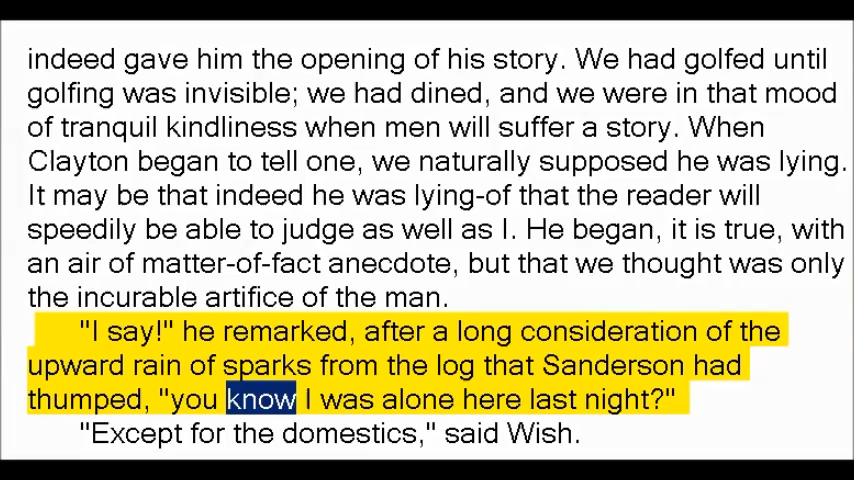 indeed gave him the opening of his story. We had golfed until
golfing was invisible; we had dined, and we were in that mood
of tranquil kindliness when men will suffer a story. When
Clayton began to tell one, we naturally supposed he was lying.
It may be that indeed he was lying-of that the reader will
speedily be able to judge as well as I. He began, it is true, with
an air of matter-of-fact anecdote, but that we thought was only
the incurable artifice of the man.
"I say!" he remarked, after a long consideration of the
upward rain of sparks from the log that Sanderson had
thumped, "you know I was alone here last night?"
"Except for the domestics," said Wish.